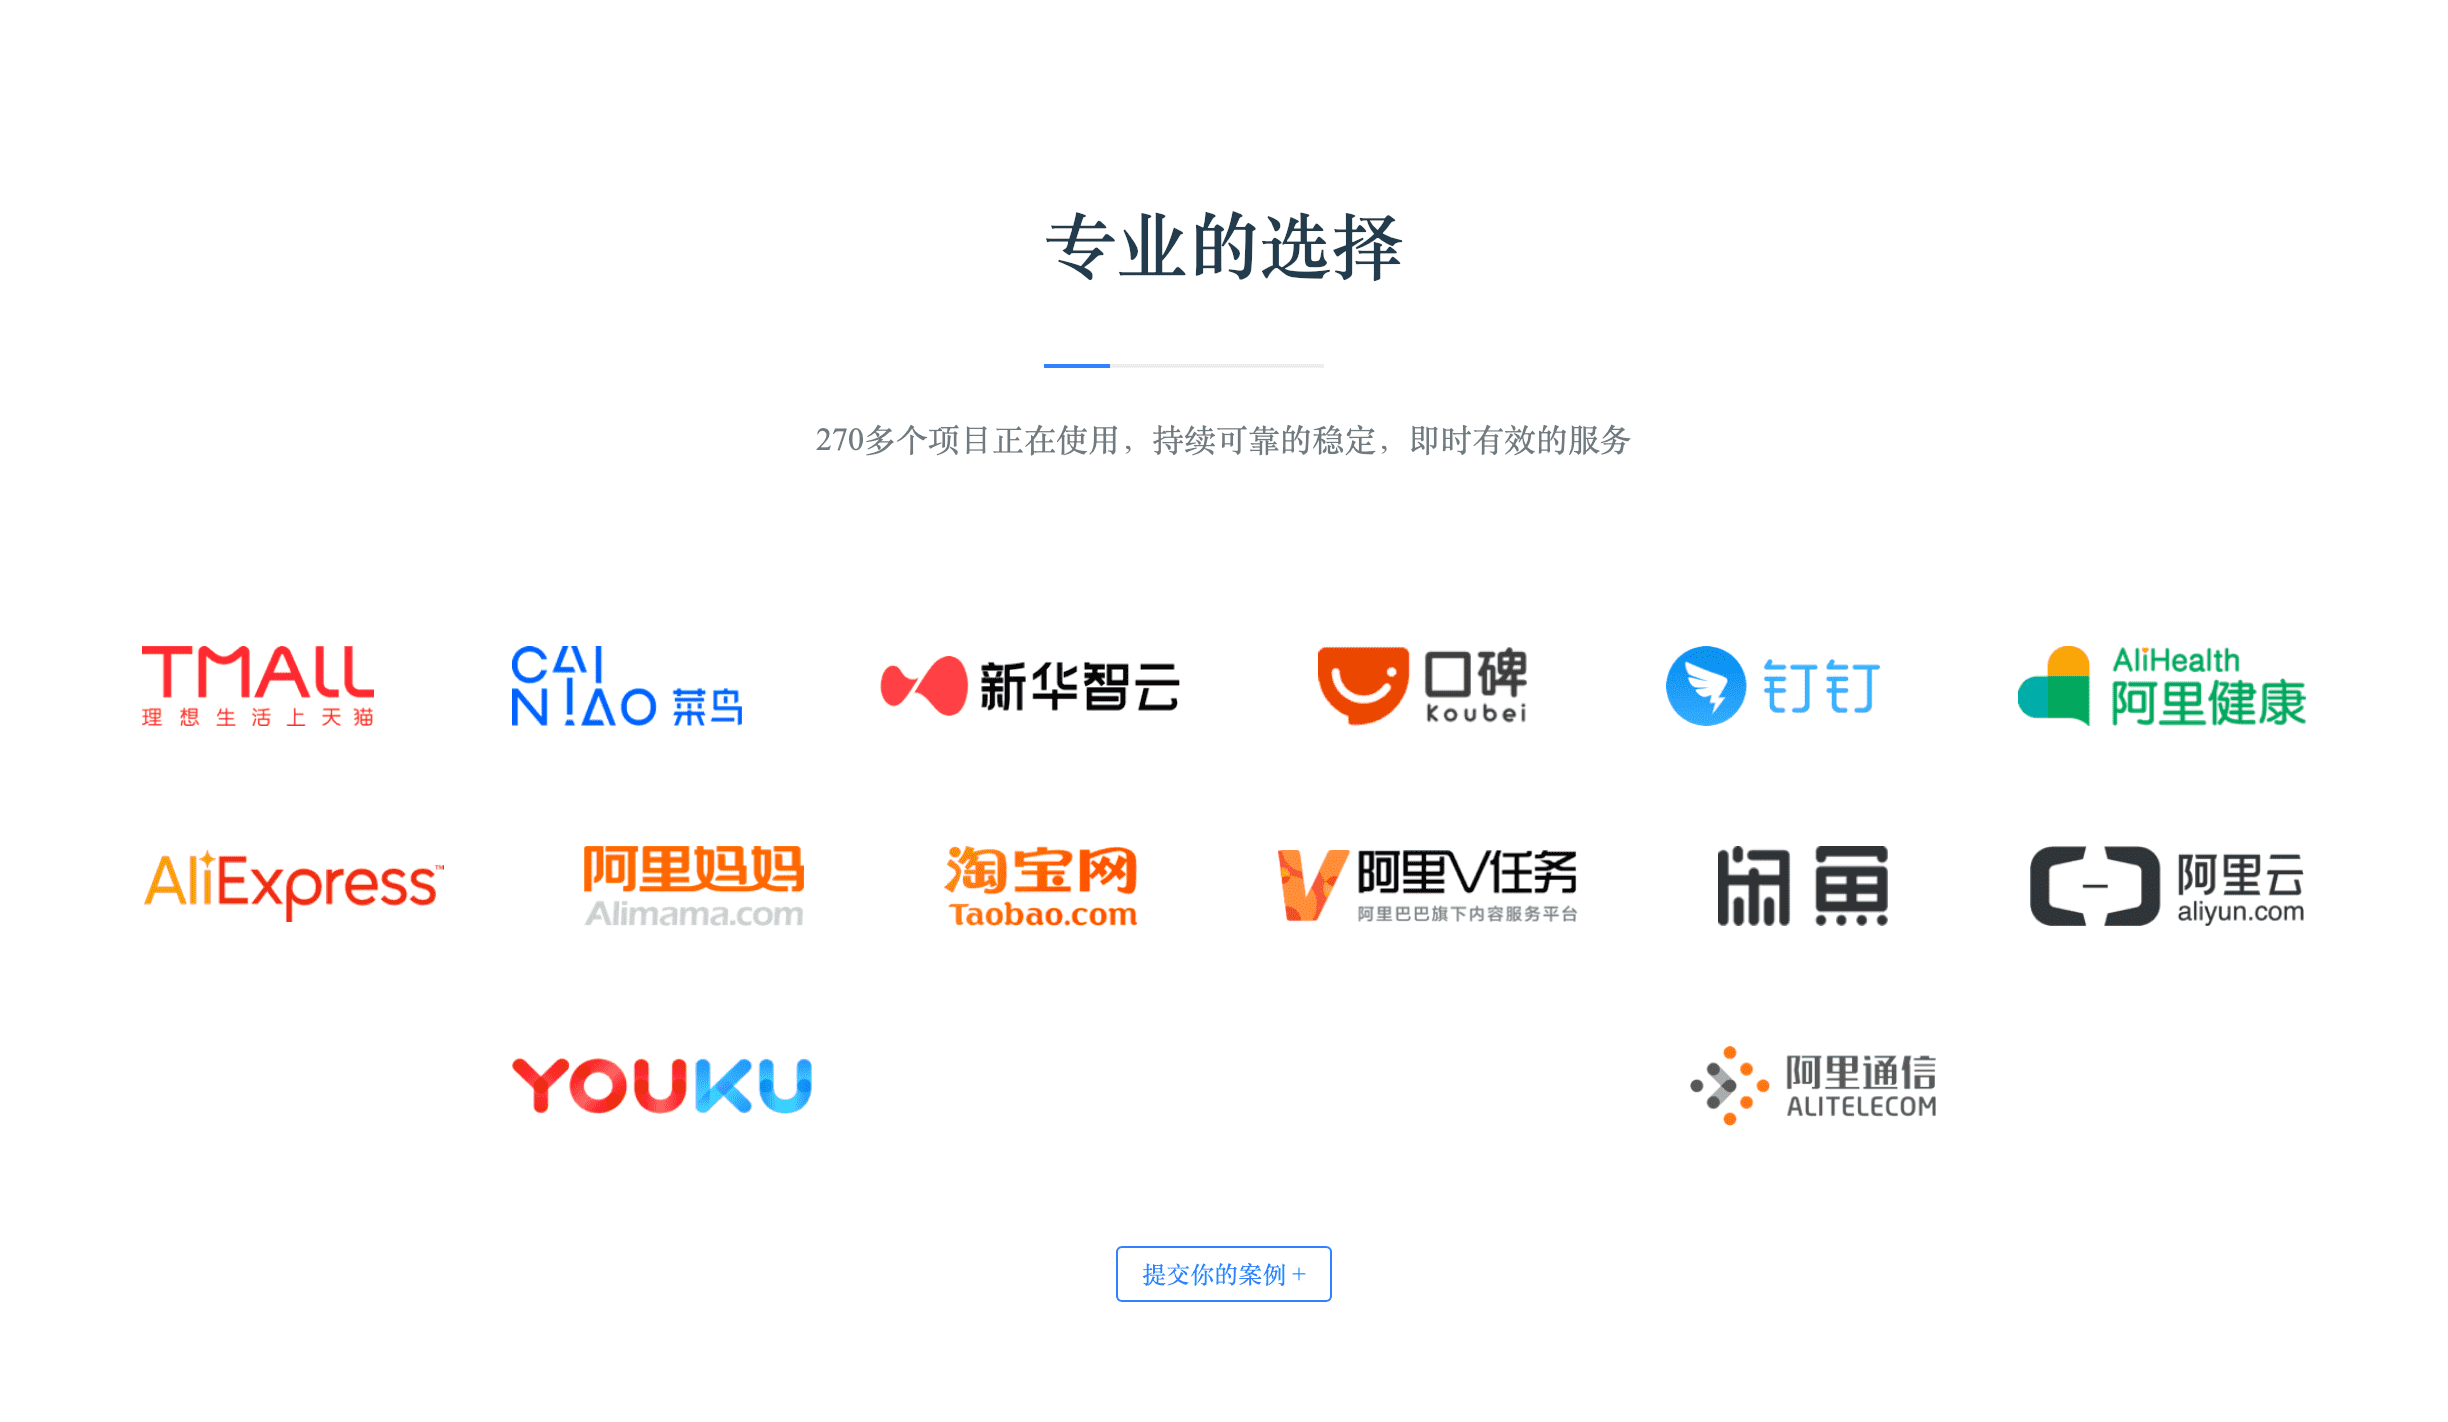 专业的选择
270多个项目正在使用，持续可靠的稳定，即时有效的服务
TMALL
理想生活上天猫
CAI
NIAO 菜鸟
新华智云
口碑
Koubei
钉钉
AliHealth
阿里健康
AliExpress™
阿里妈妈
Alimama.com
淘宝网
Taobao.com
V 阿里V任务
阿里巴巴旗下内容服务平台
闲鱼
阿里云
aliyun.com
YOUKU
阿里通信
ALITELECOM
提交你的案例 +